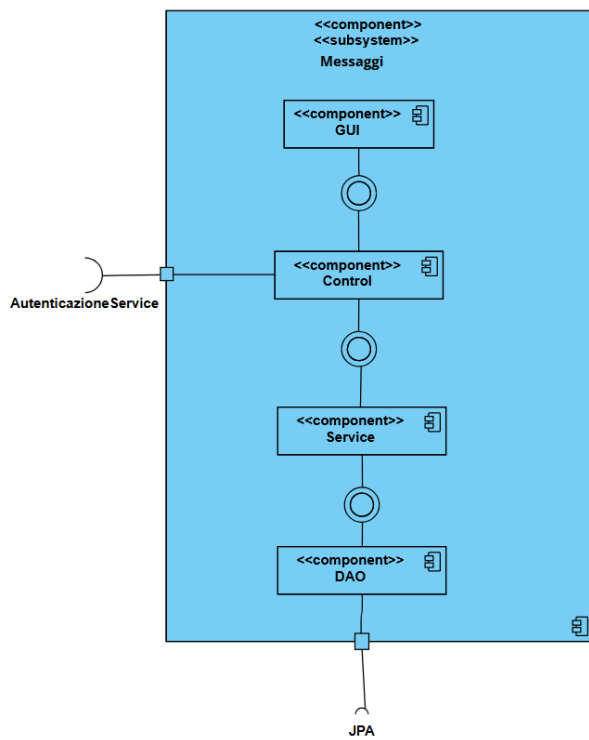 <<component>>
<<subsystem>>
Messaggi
<<component>>
GUI
<<component>>
Control
AutenticazioneService
<<component>>
Service
<<component>>
DAO
JPA